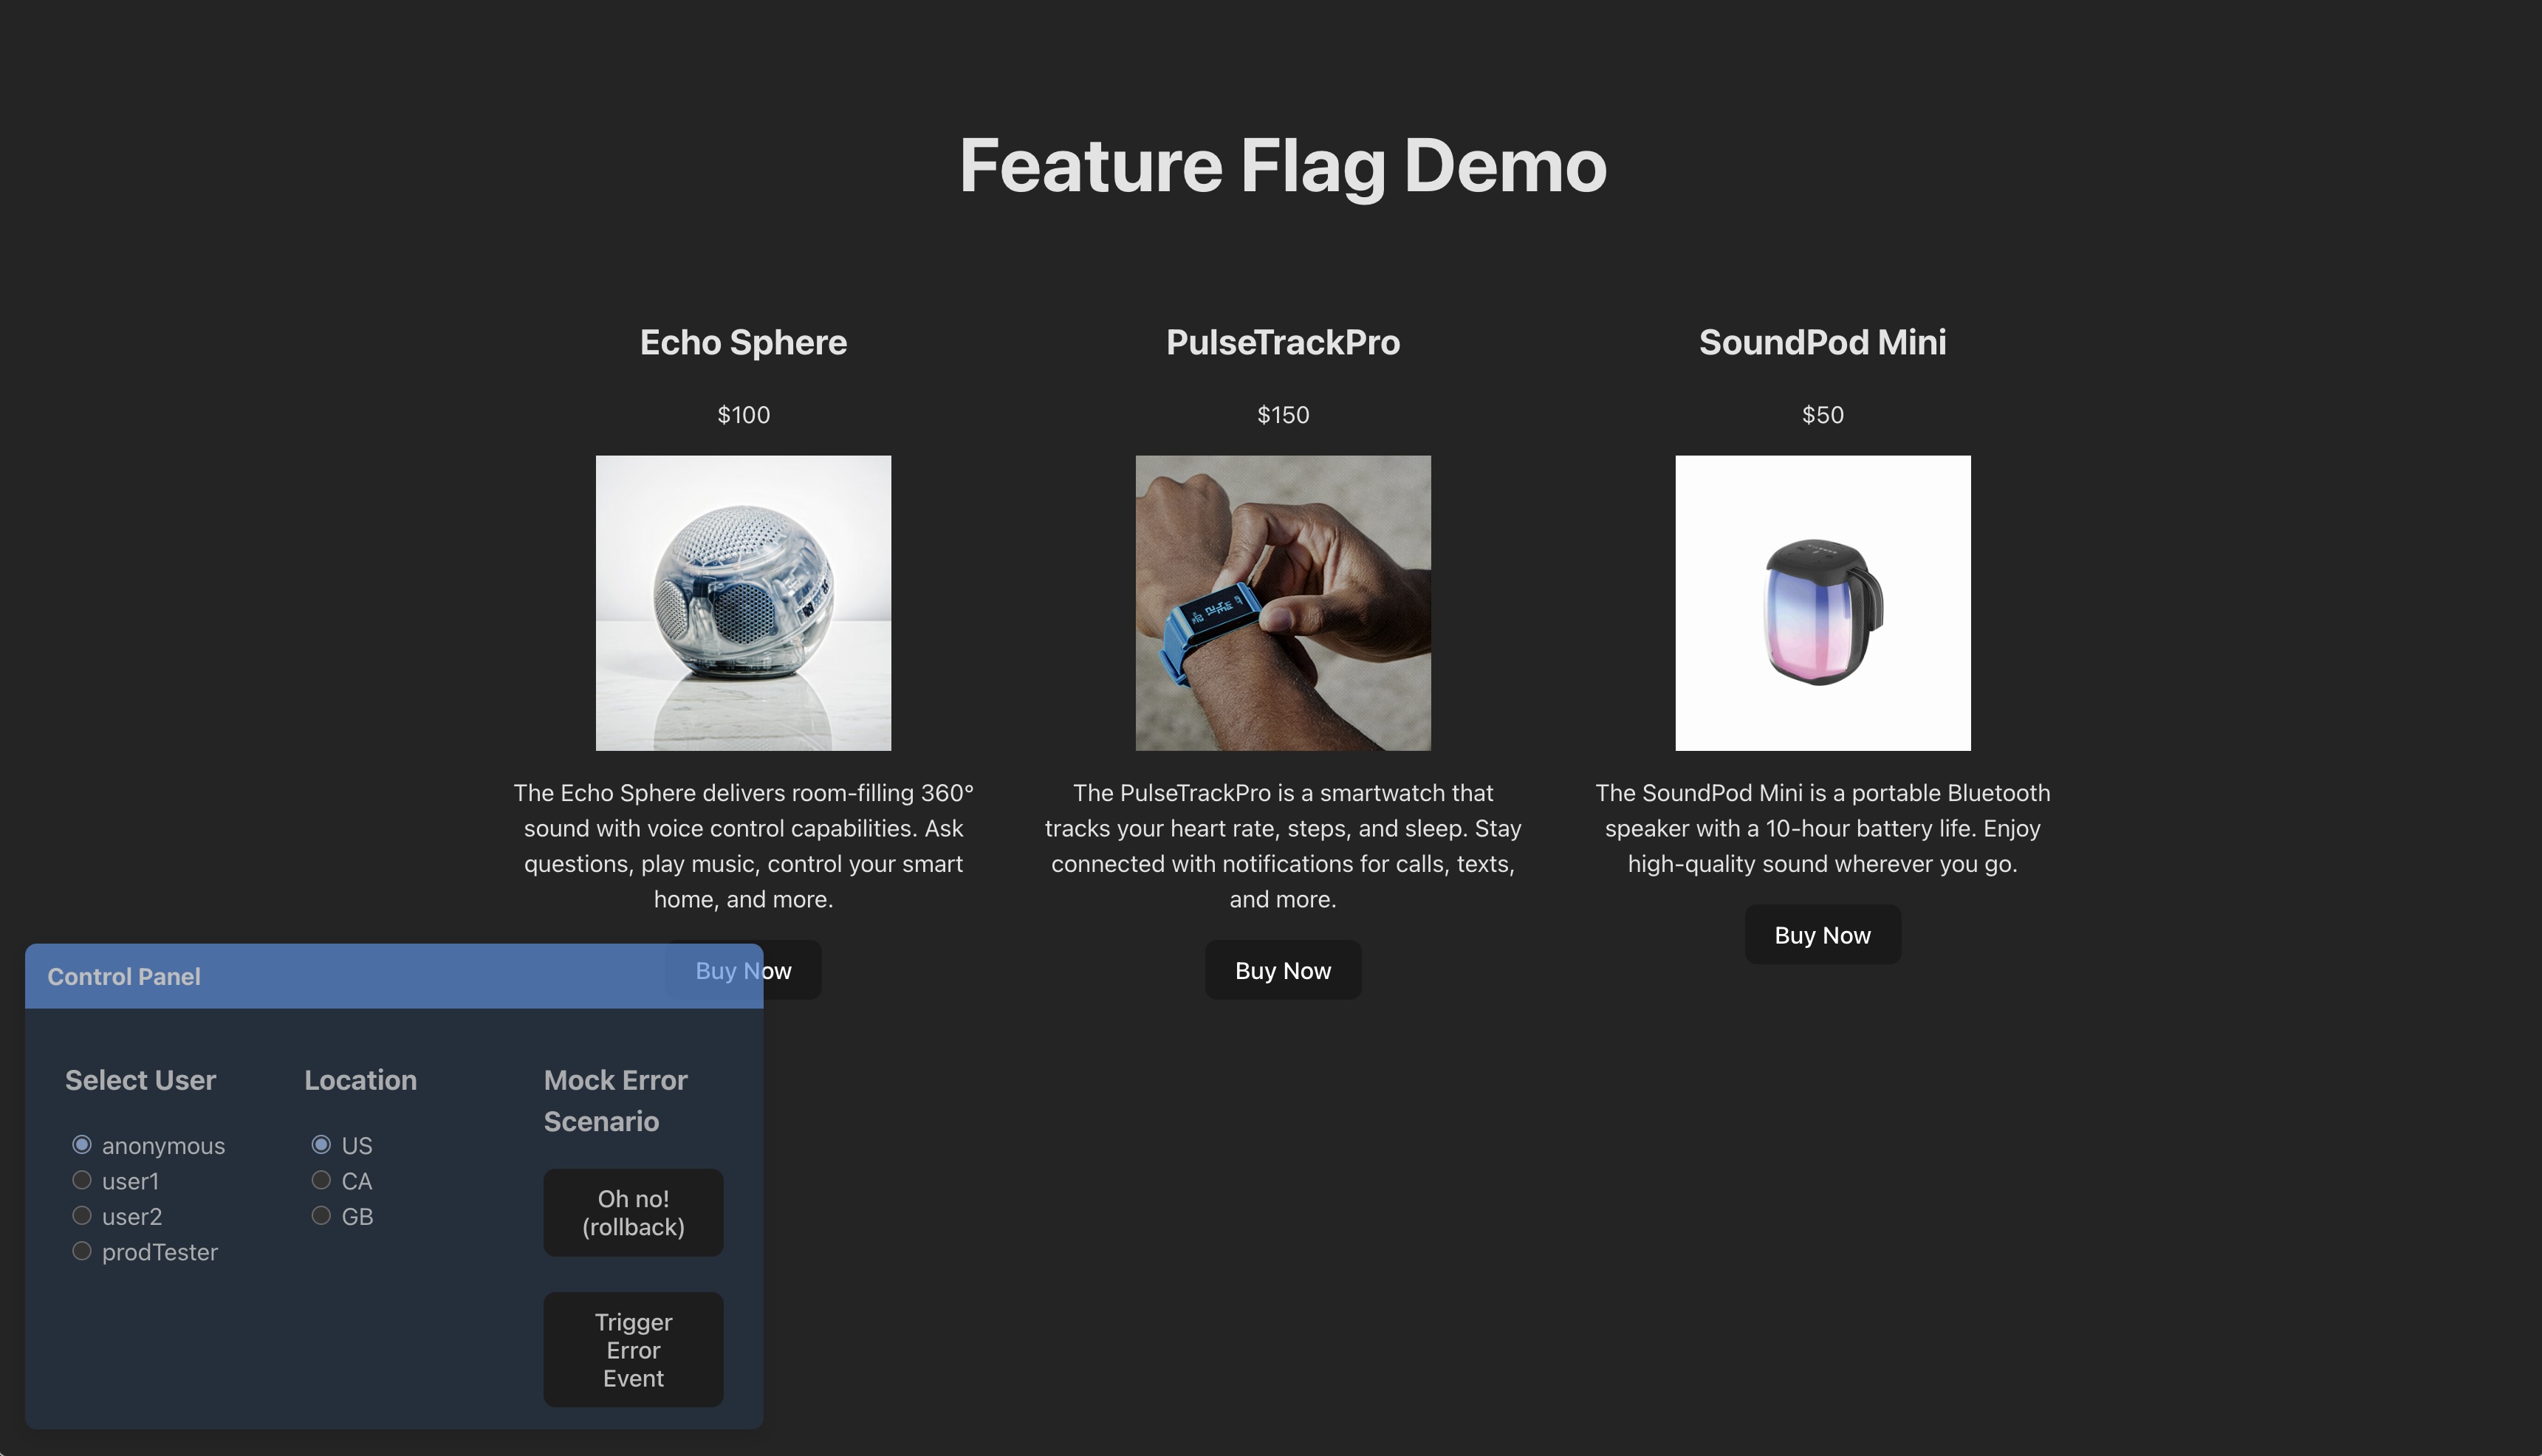 Feature Flag Demo
Echo Sphere
$100
The Echo Sphere delivers room-filling 360°
sound with voice control capabilities. Ask
questions, play music, control your smart
home, and more.
Buy Now
PulseTrackPro
$150
The PulseTrackPro is a smartwatch that
tracks your heart rate, steps, and sleep. Stay
connected with notifications for calls, texts,
and more.
Buy Now
SoundPod Mini
$50
The SoundPod Mini is a portable Bluetooth
speaker with a 10-hour battery life. Enjoy
high-quality sound wherever you go.
Buy Now
Control Panel
Select User
anonymous
user1
user2
prodTester
Location
US
CA
GB
Mock Error
Scenario
Oh no!
(rollback)
Trigger
Error
Event